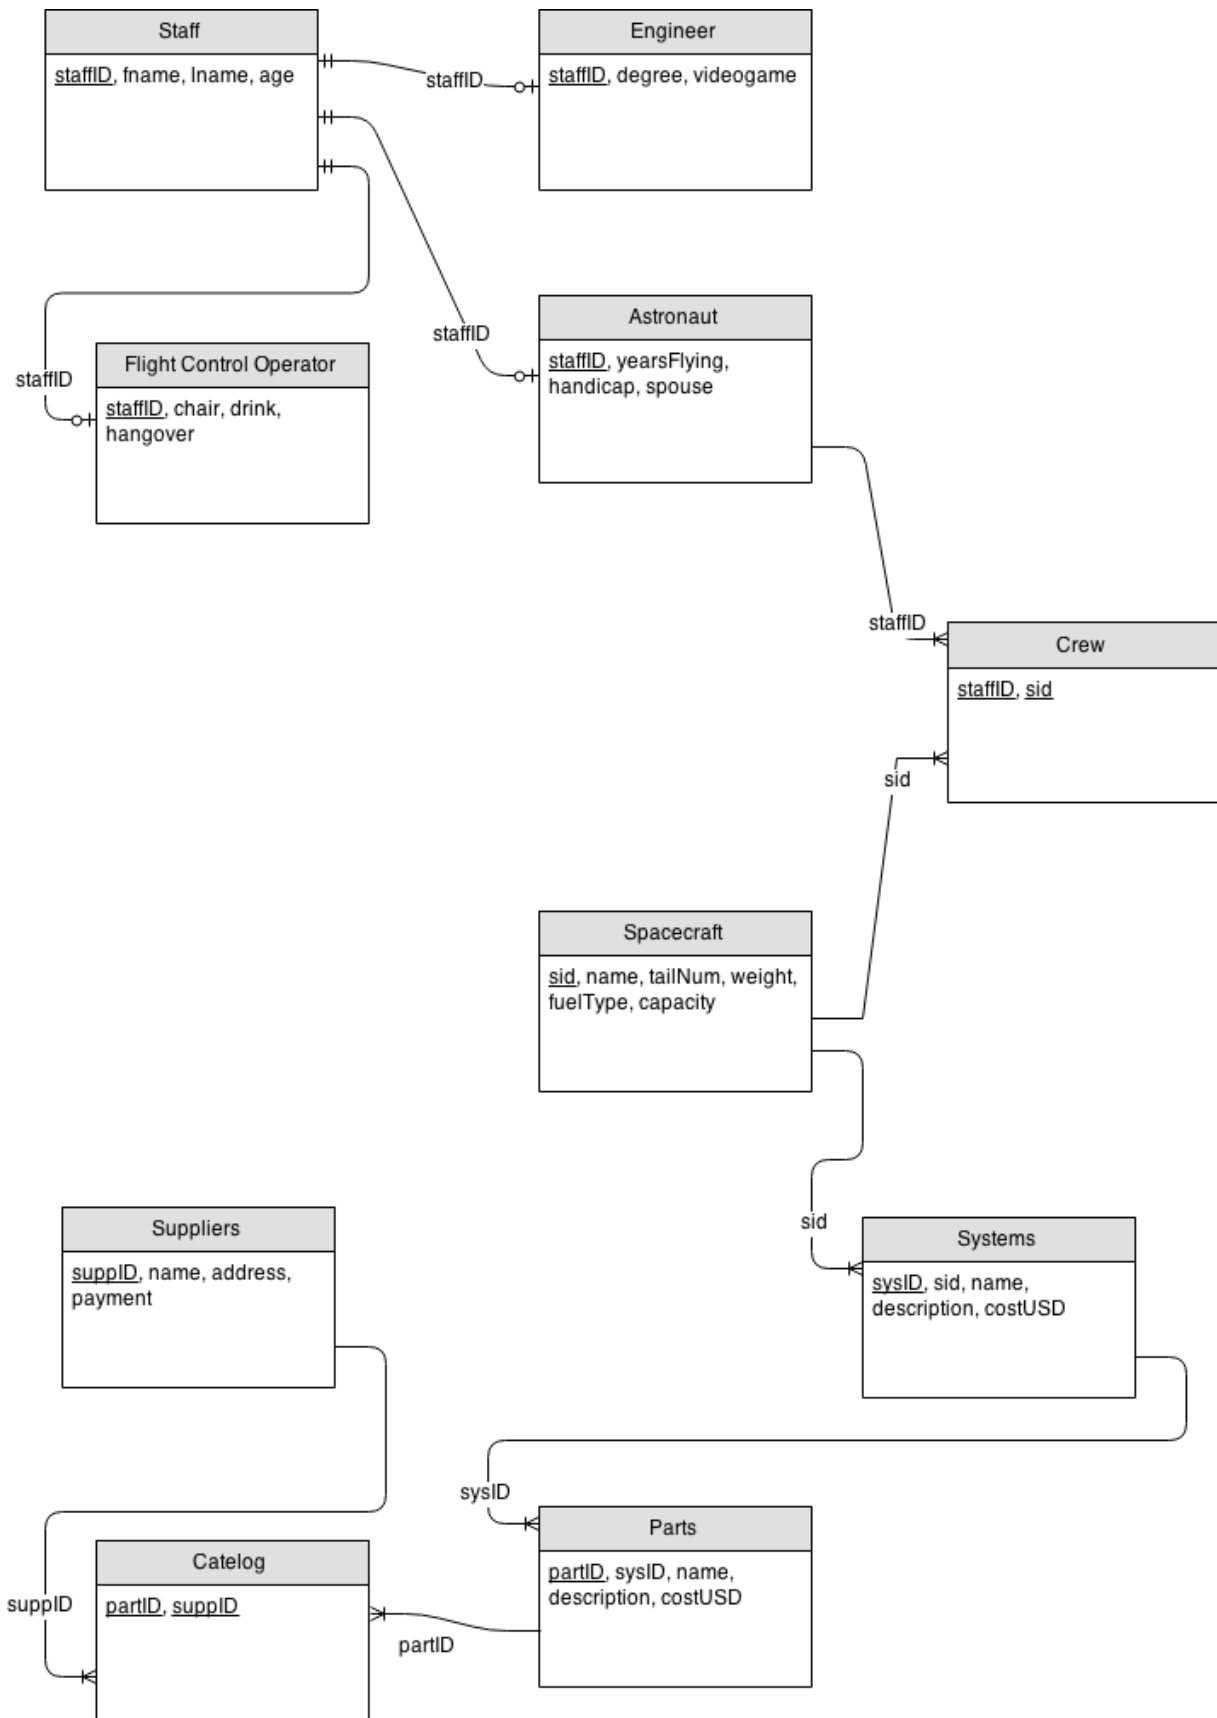 Staff
staffID, fname, lname, age
Engineer
staffID, degree, videogame
staffID
staffID
staffID
Flight Control Operator
staffID, chair, drink,
hangover
Astronaut
staffID, yearsFlying,
handicap, spouse
staffID
Crew
staffID, sid
sid
Spacecraft
sid, name, tailNum, weight,
fuelType, capacity
sid
Suppliers
suppID, name, address,
payment
Systems
sysID, sid, name,
description, costUSD
sysID
Parts
partID, sysID, name,
description, costUSD
Catelog
partID, suppID
suppID
partID